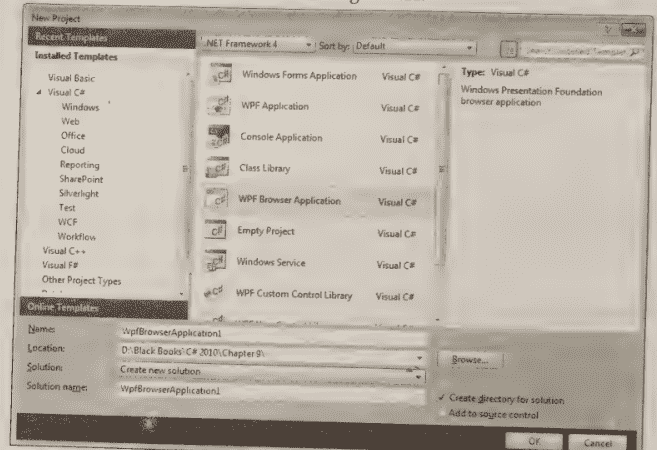 New Project
Recent Templates
Installed Templates
Visual Basic
Visual C#
Windows
Web
Office
Cloud
Reporting
SharePoint
Silverlight
Test
WCF
Workflow
Visual C++
Visual F#
Other Project Types
Online Templates
.NET Framework 4 Sort by: Default
Windows Forms Application Visual C#
WPF Application Visual C#
Console Application Visual C#
Class Library Visual C#
WPF Browser Application Visual C#
Empty Project Visual C#
Windows Service Visual C#
WPF Custom Control Library Visual C#
Type: Visual C#
Windows Presentation Foundation
browser application
Name: WpfBrowserApplication1
Location: D:\Black Books\C# 2010\Chapter 9\ Browse...
Solution: Create new solution
Solution name: WpfBrowserApplication1
Create directory for solution
Add to source control
OK Cancel